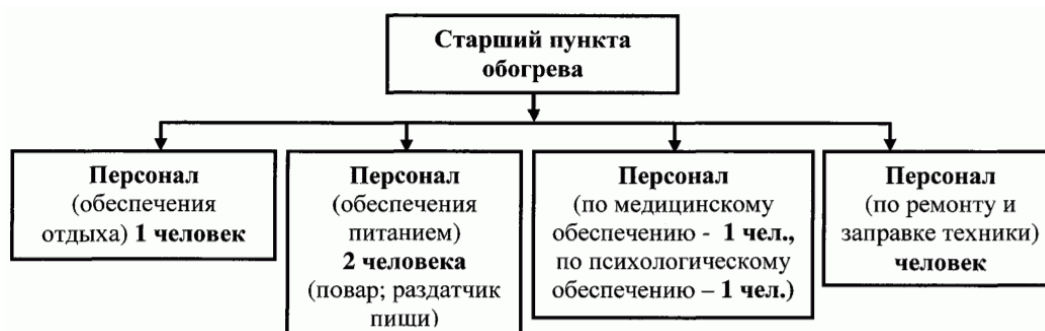 Старший пункта
обогрева
Персонал
(обеспечения
отдыха) 1 человек
Персонал
(обеспечения
питанием)
2 человека
(повар; раздатчик
пищи)
Персонал
(по медицинскому
обеспечению - 1 чел.,
по психологическому
обеспечению – 1 чел.)
Персонал
(по ремонту и
заправке техники)
человек